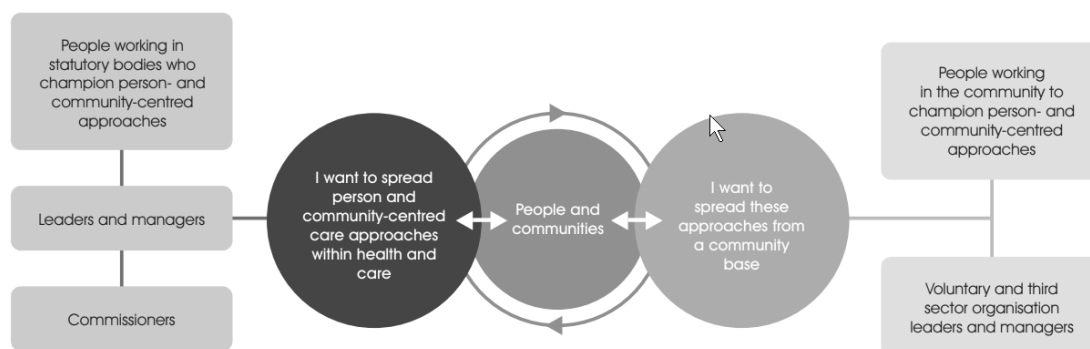 People working in
statutory bodies who
champion person- and
community-centred
approaches
Leaders and managers
Commissioners
I want to spread
person and
community-centred
care approaches
within health and
care
People and
communities
I want to
spread these
approaches from
a community
base
People working
in the community to
champion person- and
community-centred
approaches
Voluntary and third
sector organisation
leaders and managers